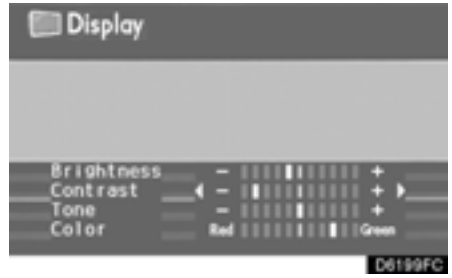 Display
Brightness - +
Contrast - +
Tone - +
Color Red Green
D6199FC